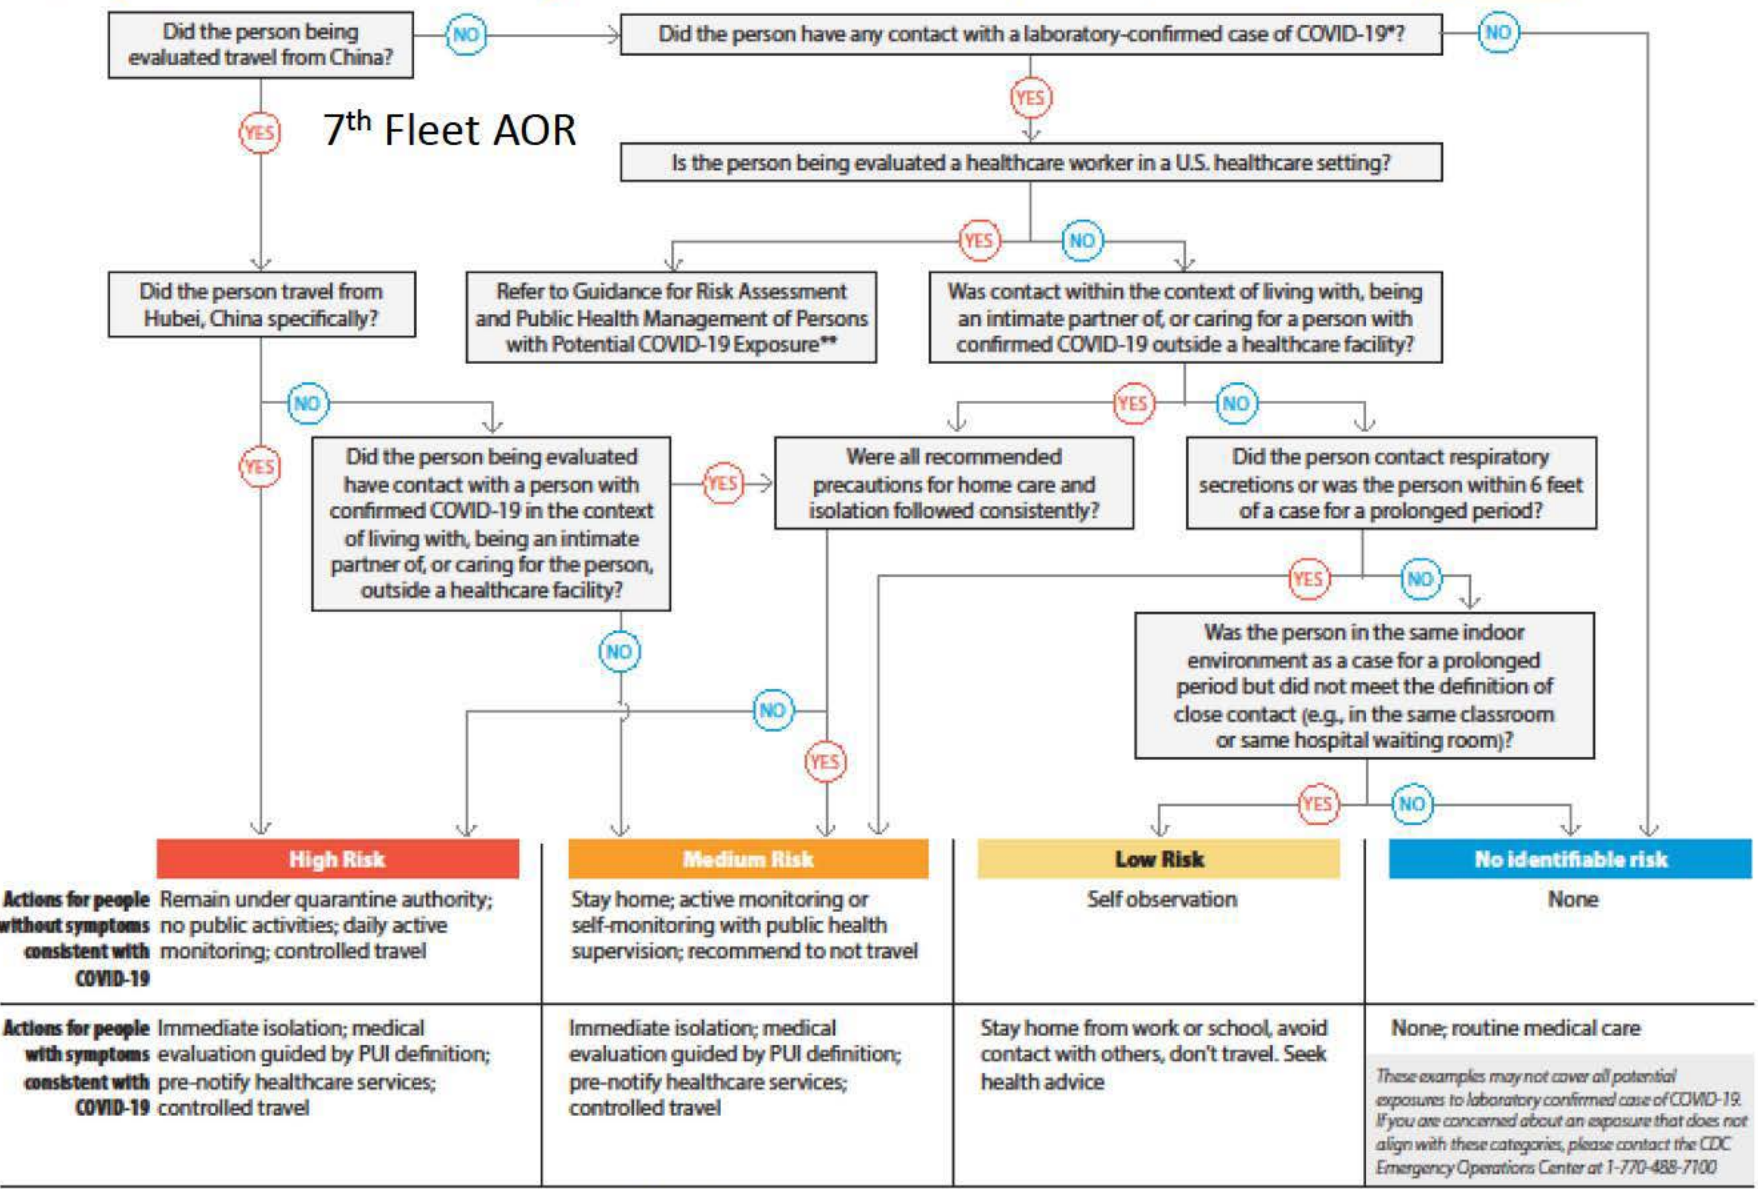 Did the person being
evaluated travel from China?
NO
Did the person have any contact with a laboratory-confirmed case of COVID-19*?
NO
YES
7th Fleet AOR
YES
Is the person being evaluated a healthcare worker in a U.S. healthcare setting?
YES
NO
Did the person travel from
Hubei, China specifically?
Refer to Guidance for Risk Assessment
and Public Health Management of Persons
with Potential COVID-19 Exposure**
Was contact within the context of living with, being
an intimate partner of, or caring for a person with
confirmed COVID-19 outside a healthcare facility?
NO
YES
NO
YES
Did the person being evaluated
have contact with a person with
confirmed COVID-19 in the context
of living with, being an intimate
partner of, or caring for the person,
outside a healthcare facility?
YES
Were all recommended
precautions for home care and
isolation followed consistently?
Did the person contact respiratory
secretions or was the person within 6 feet
of a case for a prolonged period?
YES
NO
NO
Was the person in the same indoor
environment as a case for a prolonged
period but did not meet the definition of
close contact (e.g., in the same classroom
or same hospital waiting room)?
NO
YES
YES
NO
High Risk
Medium Risk
Low Risk
No identifiable risk
Actions for people
without symptoms
consistent with
COVID-19
Remain under quarantine authority;
no public activities; daily active
monitoring; controlled travel
Stay home; active monitoring or
self-monitoring with public health
supervision; recommend to not travel
Self observation
None
Actions for people
with symptoms
consistent with
COVID-19
Immediate isolation; medical
evaluation guided by PUI definition;
pre-notify healthcare services;
controlled travel
Immediate isolation; medical
evaluation guided by PUI definition;
pre-notify healthcare services;
controlled travel
Stay home from work or school, avoid
contact with others, don't travel. Seek
health advice
None; routine medical care
These examples may not cover all potential
exposures to laboratory confirmed case of COVID-19.
If you are concerned about an exposure that does not
align with these categories, please contact the CDC
Emergency Operations Center at 1-770-488-7100